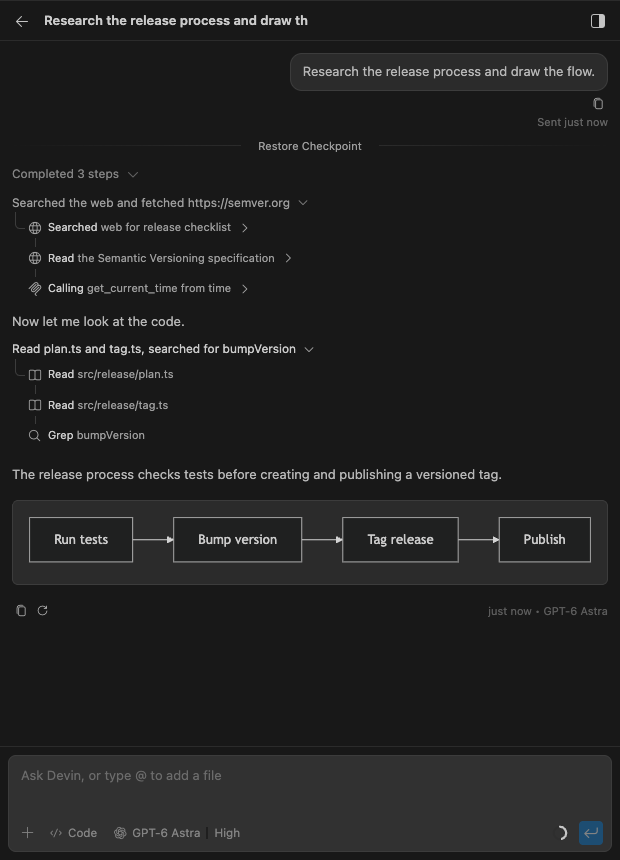 Research the release process and draw th
Research the release process and draw the flow.
Sent just now
Restore Checkpoint
Completed 3 steps
Searched the web and fetched https://semver.org
Searched web for release checklist
Read the Semantic Versioning specification
Calling get_current_time from time
Now let me look at the code.
Read plan.ts and tag.ts, searched for bumpVersion
Read src/release/plan.ts
Read src/release/tag.ts
Grep bumpVersion
The release process checks tests before creating and publishing a versioned tag.
Run tests
Bump version
Tag release
Publish
just now • GPT-6 Astra
Ask Devin, or type @ to add a file
Code GPT-6 Astra High